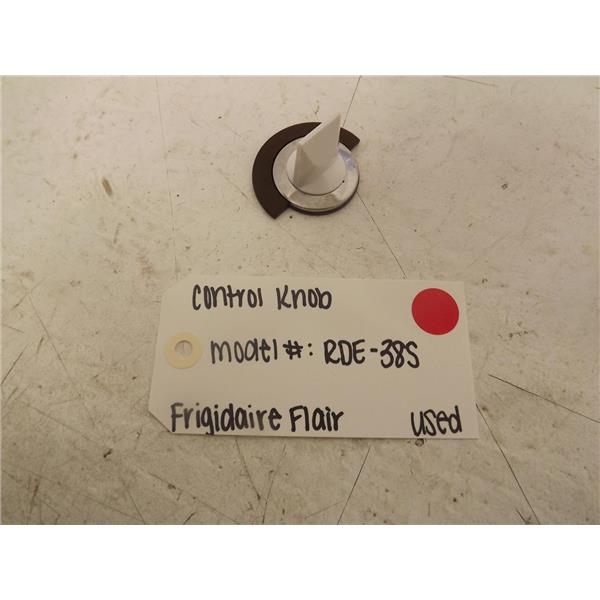 Control Knob
Model #: RDE-38S
Frigidaire Flair used